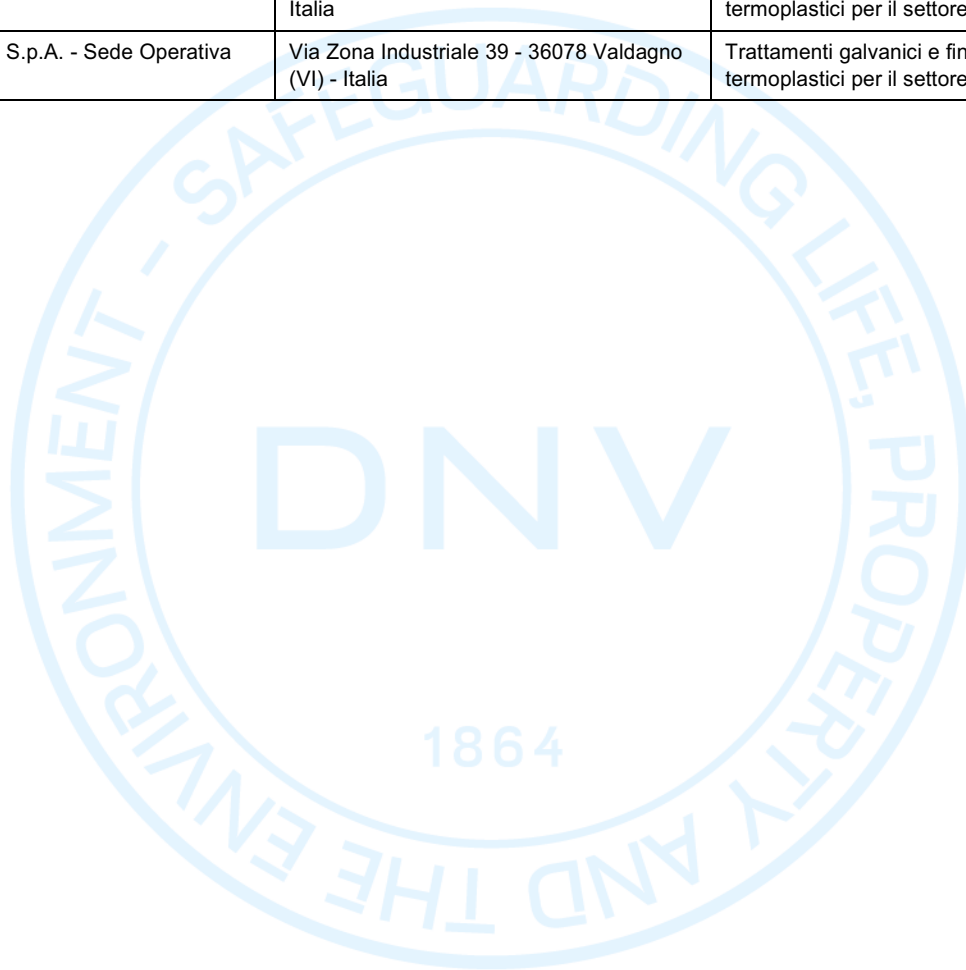 Italia
termoplastici per il settore
S.p.A. - Sede Operativa
Via Zona Industriale 39 - 36078 Valdagno
(VI) - Italia
Trattamenti galvanici e fin
termoplastici per il settore
SAFEGUARDING LIFE, PROPERTY AND THE ENVIRONMENT -
DNV
1864